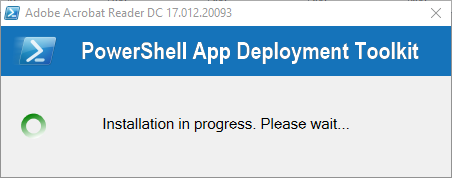 Adobe Acrobat Reader DC 17.012.20093
PowerShell App Deployment Toolkit
Installation in progress. Please wait...